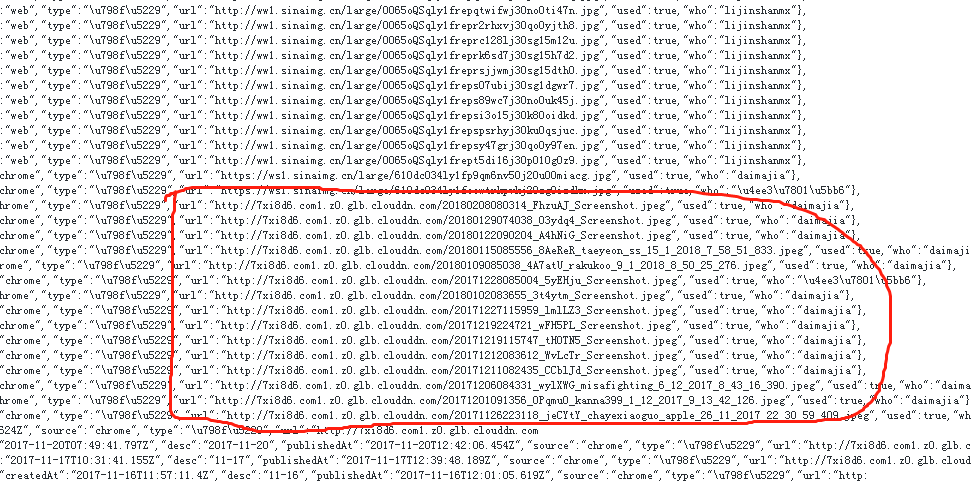 :"web","type":"\u798f\u5229","url":"http://ww1.sinaimg.cn/large/0065oQSqly1frepqtwifwj30no0ti47n.jpg","used":true,"who":"lijinshanmx"},
:"web","type":"\u798f\u5229","url":"http://ww1.sinaimg.cn/large/0065oQSqly1frepr2rhxvj30qo0yjth8.jpg","used":true,"who":"lijinshanmx"},
:"web","type":"\u798f\u5229","url":"http://ww1.sinaimg.cn/large/0065oQSqly1freprc128lj30sg15m12u.jpg","used":true,"who":"lijinshanmx"},
:"web","type":"\u798f\u5229","url":"http://ww1.sinaimg.cn/large/0065oQSqly1freprk6sd7j30sg15h7d2.jpg","used":true,"who":"lijinshanmx"},
:"web","type":"\u798f\u5229","url":"http://ww1.sinaimg.cn/large/0065oQSqly1freprsjjwmj30sg15dth0.jpg","used":true,"who":"lijinshanmx"},
:"web","type":"\u798f\u5229","url":"http://ww1.sinaimg.cn/large/0065oQSqly1freps07ubij30sg1dgwr7.jpg","used":true,"who":"lijinshanmx"},
:"web","type":"\u798f\u5229","url":"http://ww1.sinaimg.cn/large/0065oQSqly1freps89wc7j30no0uk45j.jpg","used":true,"who":"lijinshanmx"},
:"web","type":"\u798f\u5229","url":"http://ww1.sinaimg.cn/large/0065oQSqly1frepsi3o15j30k80oidkd.jpg","used":true,"who":"lijinshanmx"},
:"web","type":"\u798f\u5229","url":"http://ww1.sinaimg.cn/large/0065oQSqly1frepspsrhyj30ku0qsjuc.jpg","used":true,"who":"lijinshanmx"},
:"web","type":"\u798f\u5229","url":"http://ww1.sinaimg.cn/large/0065oQSqly1frepsy47grj30qo0y97en.jpg","used":true,"who":"lijinshanmx"},
:"web","type":"\u798f\u5229","url":"http://ww1.sinaimg.cn/large/0065oQSqly1frept5di16j30p010g0z9.jpg","used":true,"who":"lijinshanmx"},
chrome","type":"\u798f\u5229","url":"https://ws1.sinaimg.cn/large/610dc034ly1fp9qm6nv50j20u00miacg.jpg","used":true,"who":"daimajia"},
chrome","type":"\u798f\u5229","url":"https://ws1.sinaimg.cn/large/ "used":true,"who":"\u4ee3\u7801\u5bb6"},
hrome","type":"\u798f\u5229","url":"http://7xi8d6.com1.z0.glb.clouddn.com/20180208080314_FhzuAJ_Screenshot.jpeg","used":true,"who":"daimajia"},
chrome","type":"\u798f\u5229","url":"http://7xi8d6.com1.z0.glb.clouddn.com/20180129074038_O3ydq4_Screenshot.jpeg","used":true,"who":"daimajia"},
chrome","type":"\u798f\u5229","url":"http://7xi8d6.com1.z0.glb.clouddn.com/20180122090204_A4hNiG_Screenshot.jpeg","used":true,"who":"daimajia"},
chrome","type":"\u798f\u5229","url":"http://7xi8d6.com1.z0.glb.clouddn.com/20180115085556_8AeReR_taeyeon_ss_15_1_2018_7_58_51_833.jpeg","used":true,"who":"daimaji
rome","type":"\u798f\u5229","url":"http://7xi8d6.com1.z0.glb.clouddn.com/20180109085038_4A7atU_rakukoo_9_1_2018_8_50_25_276.jpeg","used":true,"who":"daimajia"},
"chrome","type":"\u798f\u5229","url":"http://7xi8d6.com1.z0.glb.clouddn.com/20171228085004_5yEHju_Screenshot.jpeg","used":true,"who":"\u4ee3\u7801\u5bb6"},
hrome","type":"\u798f\u5229","url":"http://7xi8d6.com1.z0.glb.clouddn.com/20180102083655_3t4ytm_Screenshot.jpeg","used":true,"who":"daimajia"},
"chrome","type":"\u798f\u5229","url":"http://7xi8d6.com1.z0.glb.clouddn.com/20171227115959_lmlLZ3_Screenshot.jpeg","used":true,"who":"daimajia"},
"chrome","type":"\u798f\u5229","url":"http://7xi8d6.com1.z0.glb.clouddn.com/20171219224721_wFH5PL_Screenshot.jpeg","used":true,"who":"daimajia"},
"chrome","type":"\u798f\u5229","url":"http://7xi8d6.com1.z0.glb.clouddn.com/20171219115747_tH0TN5_Screenshot.jpeg","used":true,"who":"daimajia"},
"chrome","type":"\u798f\u5229","url":"http://7xi8d6.com1.z0.glb.clouddn.com/20171212083612_WvLcTr_Screenshot.jpeg","used":true,"who":"daimajia"},
"chrome","type":"\u798f\u5229","url":"http://7xi8d6.com1.z0.glb.clouddn.com/20171211082435_CCblJd_Screenshot.jpeg","used":true,"who":"daimajia"},
chrome","type":"\u798f\u5229","url":"http://7xi8d6.com1.z0.glb.clouddn.com/20171206084331_wylXWG_misafighting_6_12_2017_8_43_16_390.jpeg","used":true,"who":"daima
hrome","type":"\u798f\u5229","url":"http://7xi8d6.com1.z0.glb.clouddn.com/20171201091356_OPqmuO_kanna399_1_12_2017_9_13_42_126.jpeg","used":true,"who":"daimajia"}
chrome","type":"\u798f\u5229","url":"http://7xi8d6.com1.z0.glb.clouddn.com/20171126223118_jeCYtY_chayexiaoguo_apple_26_11_2017_22_30_59_409.jpeg","used":true,"wh
624Z","source":"chrome","type":"\u798f\u5229","url":"http://7xi8d6.com1.z0.glb.clouddn.com
"2017-11-20T07:49:41.797Z","desc":"2017-11-20","publishedAt":"2017-11-20T12:42:06.454Z","source":"chrome","type":"\u798f\u5229","url":"http://7xi8d6.com1.z0.glb.c
:"2017-11-17T10:31:41.155Z","desc":"11-17","publishedAt":"2017-11-17T12:39:48.189Z","source":"chrome","type":"\u798f\u5229","url":"http://7xi8d6.com1.z0.glb.cloud
createdAt":"2017-11-16T11:57:11.4Z","desc":"11-16","publishedAt":"2017-11-16T12:01:05.619Z","source":"chrome","type":"\u798f\u5229","url":"http: